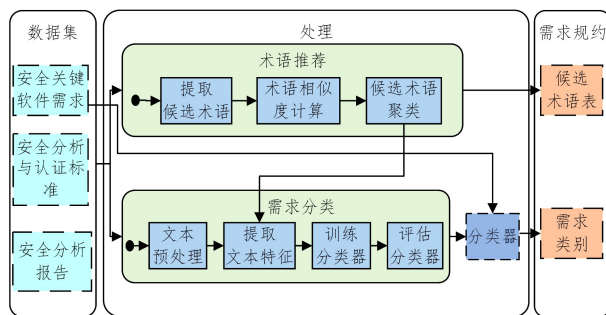 数据集
安全关键
软件需求
安全分析
与认证标
准
安全分析
报告
处理
术语推荐
提取
候选术语
术语相似
度计算
候选术语
聚类
需求分类
文本
预处理
提取
文本特征
训练
分类器
评估
分类器
分类器
需求规约
候选
术语表
需求
类别